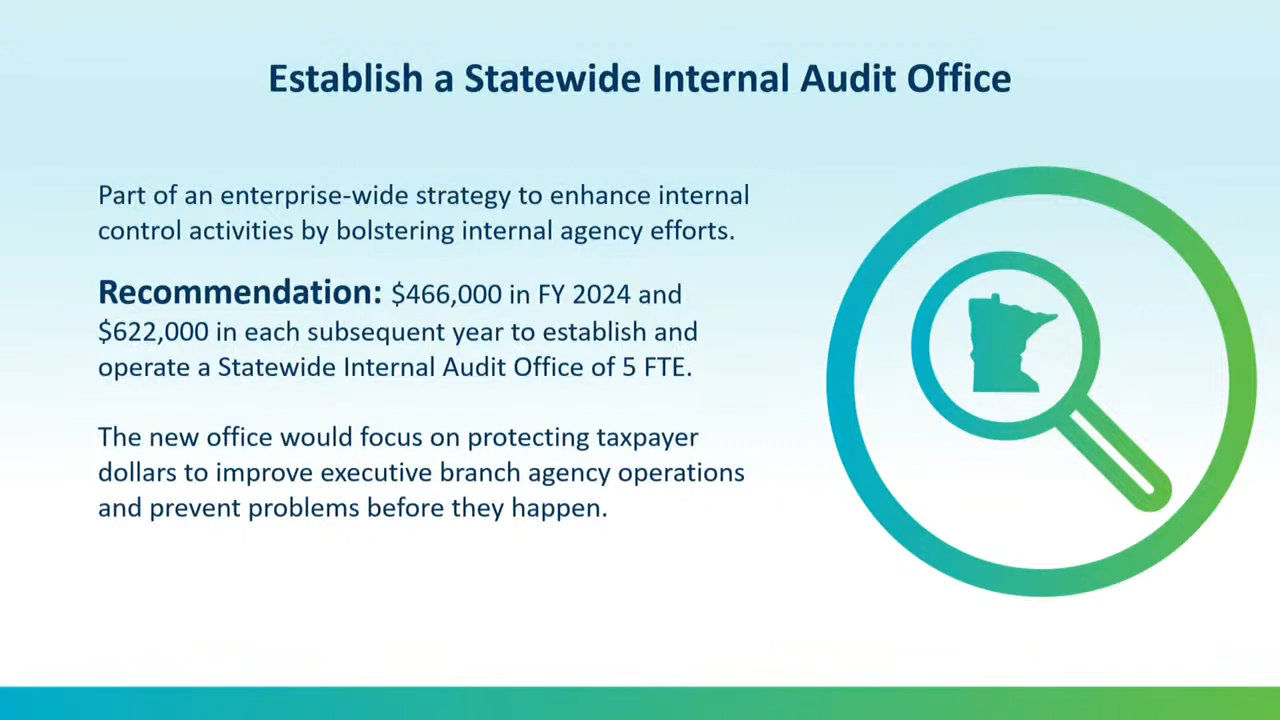 Establish a Statewide Internal Audit Office
Part of an enterprise-wide strategy to enhance internal
control activities by bolstering internal agency efforts.
Recommendation: $466,000 in FY 2024 and
$622,000 in each subsequent year to establish and
operate a Statewide Internal Audit Office of 5 FTE.
The new office would focus on protecting taxpayer
dollars to improve executive branch agency operations
and prevent problems before they happen.